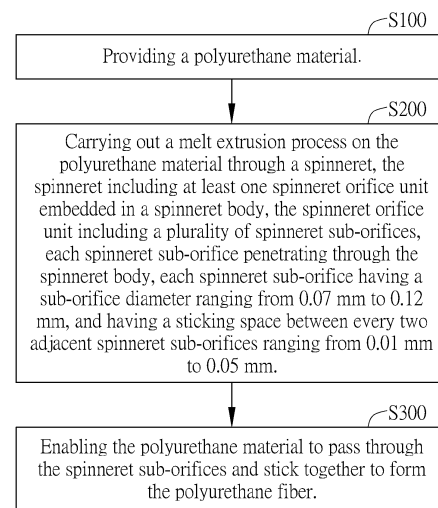 S100
Providing a polyurethane material.
S200
Carrying out a melt extrusion process on the
polyurethane material through a spinneret, the
spinneret including at least one spinneret orifice unit
embedded in a spinneret body, the spinneret orifice
unit including a plurality of spinneret sub-orifices,
each spinneret sub-orifice penetrating through the
spinneret body, each spinneret sub-orifice having a
sub-orifice diameter ranging from 0.07 mm to 0.12
mm, and having a sticking space between every two
adjacent spinneret sub-orifices ranging from 0.01 mm
to 0.05 mm.
S300
Enabling the polyurethane material to pass through
the spinneret sub-orifices and stick together to form
the polyurethane fiber.